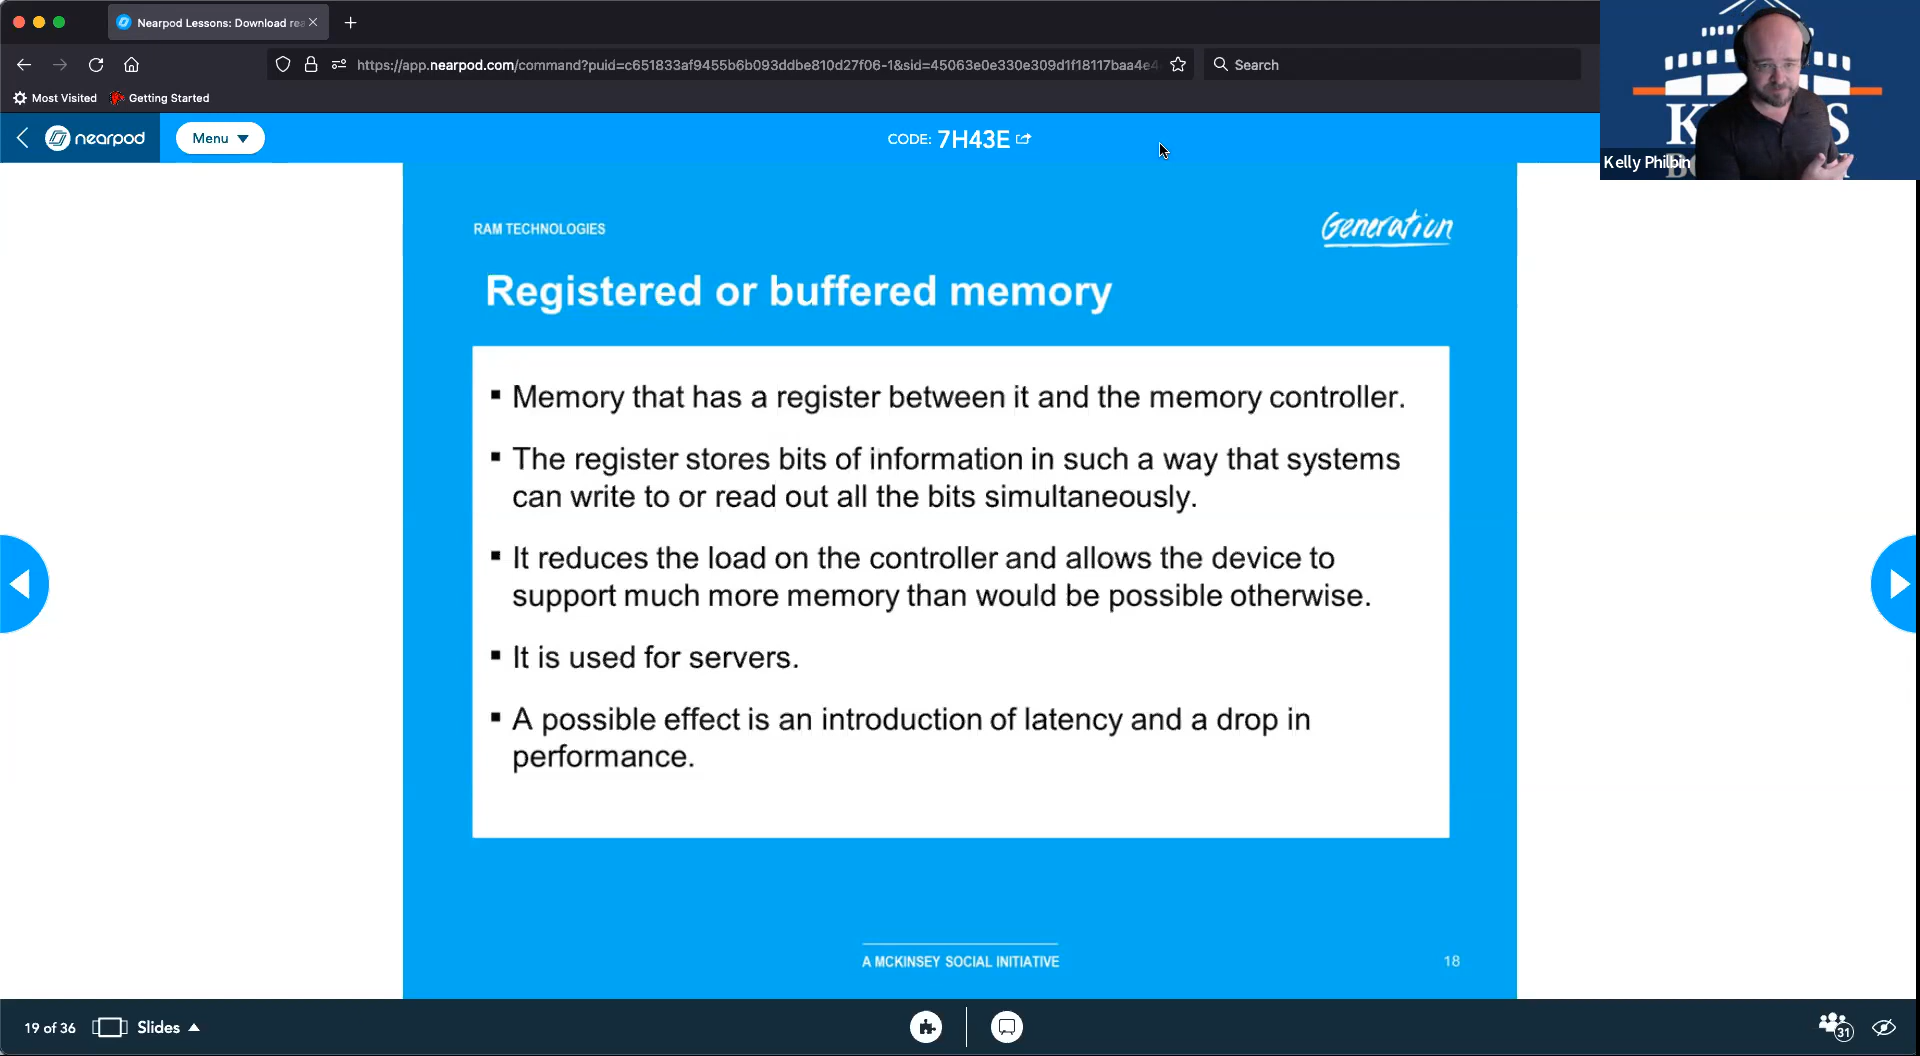 Nearpod Lessons: Download rea
https://app.nearpod.com/command?puid=c651833af9455b6b093ddbe810d27f06-1&sid=45063e0e330e309d1f18117baa4e4
Search
Most Visited
Getting Started
nearpod
Menu
CODE: 7H43E
Kelly Philbin
RAM TECHNOLOGIES
Generation
Registered or buffered memory
▪ Memory that has a register between it and the memory controller.
▪ The register stores bits of information in such a way that systems
can write to or read out all the bits simultaneously.
▪ It reduces the load on the controller and allows the device to
support much more memory than would be possible otherwise.
▪ It is used for servers.
▪ A possible effect is an introduction of latency and a drop in
performance.
A MCKINSEY SOCIAL INITIATIVE
18
19 of 36
Slides
31